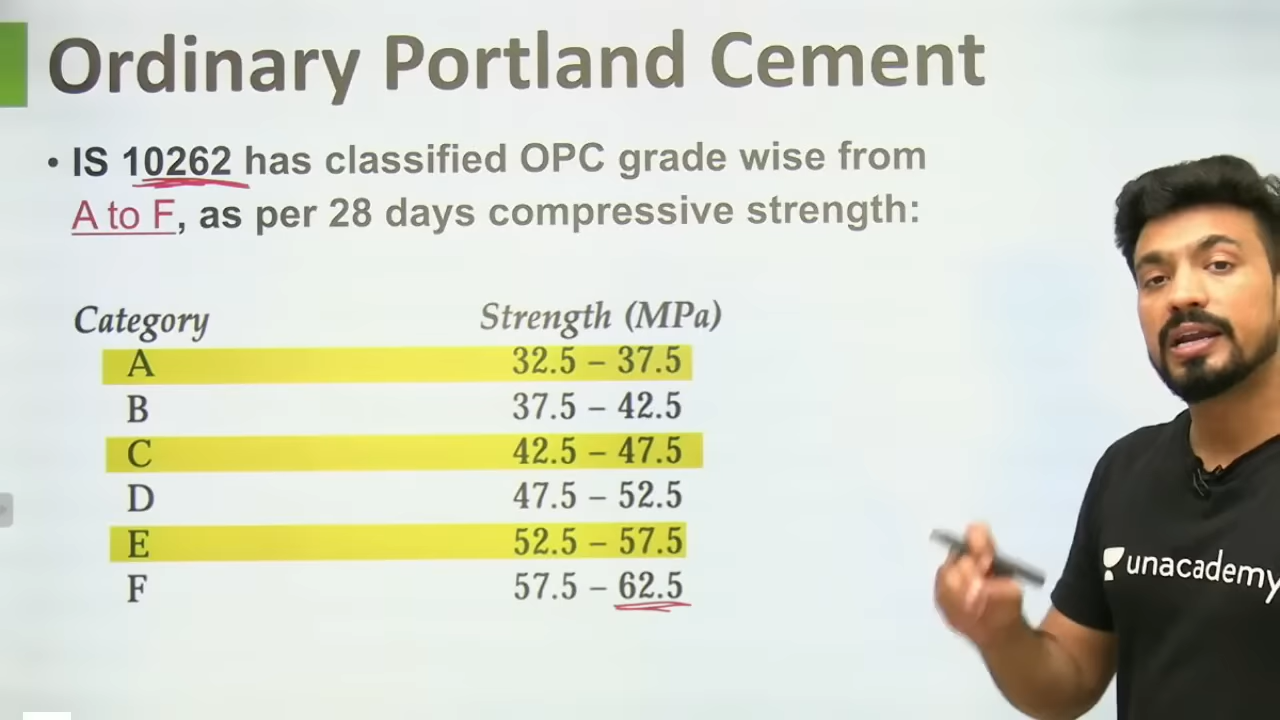 Ordinary Portland Cement
• IS 10262 has classified OPC grade wise from
A to F, as per 28 days compressive strength:
Category Strength (MPa)
A 32.5 – 37.5
B 37.5 – 42.5
C 42.5 – 47.5
D 47.5 – 52.5
E 52.5 – 57.5
F 57.5 – 62.5
unacademy